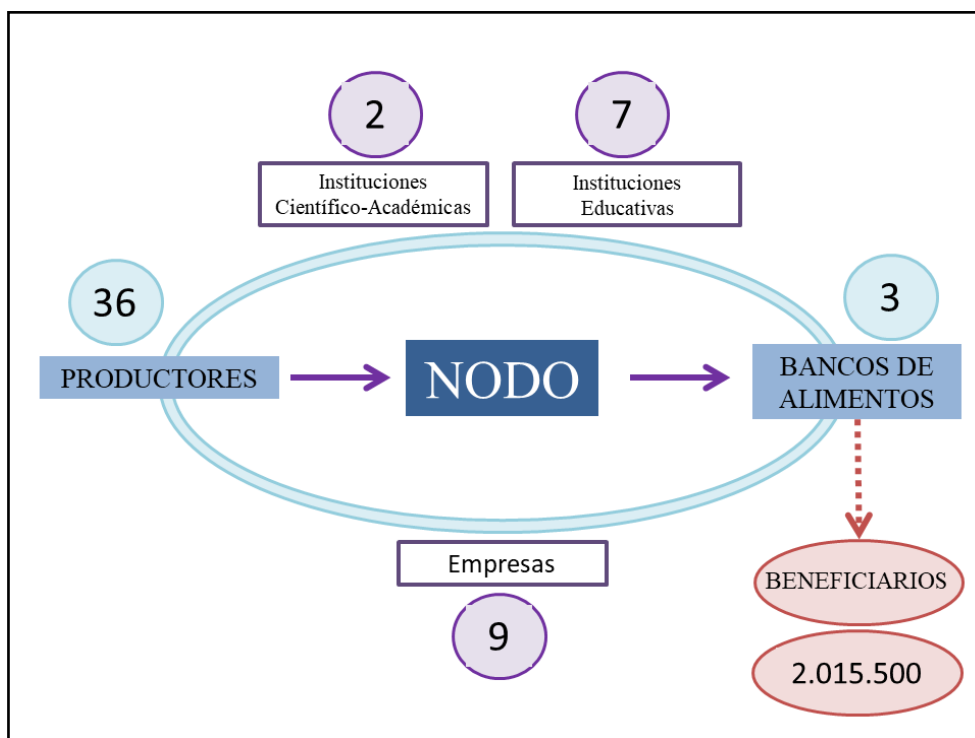 2
7
Instituciones
Científico-Académicas
Instituciones
Educativas
36
3
PRODUCTORES
NODO
BANCOS DE
ALIMENTOS
Empresas
9
BENEFICIARIOS
2.015.500